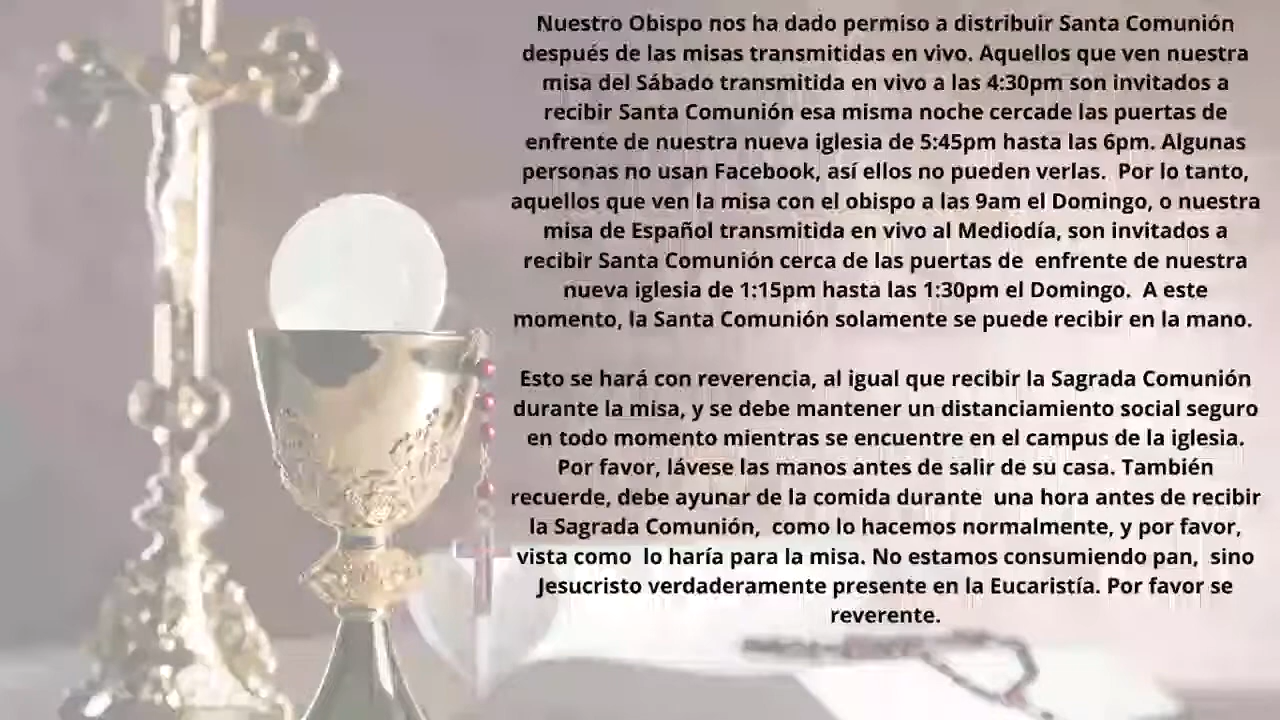 Nuestro Obispo nos ha dado permiso a distribuir Santa Comunión
después de las misas transmitidas en vivo. Aquellos que ven nuestra
misa del Sábado transmitida en vivo a las 4:30pm son invitados a
recibir Santa Comunión esa misma noche cercade las puertas de
enfrente de nuestra nueva iglesia de 5:45pm hasta las 6pm. Algunas
personas no usan Facebook, así ellos no pueden verlas. Por lo tanto,
aquellos que ven la misa con el obispo a las 9am el Domingo, o nuestra
misa de Español transmitida en vivo al Mediodía, son invitados a
recibir Santa Comunión cerca de las puertas de enfrente de nuestra
nueva iglesia de 1:15pm hasta las 1:30pm el Domingo. A este
momento, la Santa Comunión solamente se puede recibir en la mano.
Esto se hará con reverencia, al igual que recibir la Sagrada Comunión
durante la misa, y se debe mantener un distanciamiento social seguro
en todo momento mientras se encuentre en el campus de la iglesia.
Por favor, lávese las manos antes de salir de su casa. También
recuerde, debe ayunar de la comida durante una hora antes de recibir
la Sagrada Comunión, como lo hacemos normalmente, y por favor,
vista como lo haría para la misa. No estamos consumiendo pan, sino
Jesucristo verdaderamente presente en la Eucaristía. Por favor se
reverente.